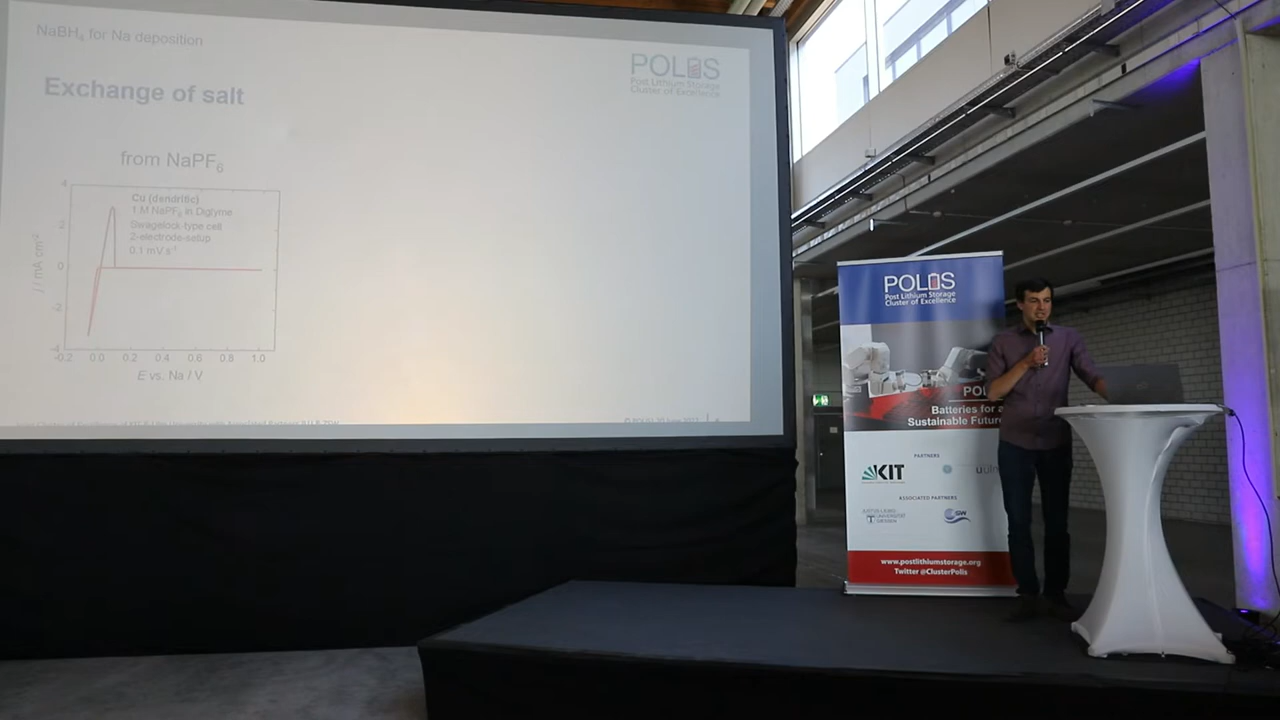 NaBH₄ for Na deposition
POLiS
Post Lithium Storage
Cluster of Excellence
Exchange of salt
from NaPF₆
Cu (dendritic)
1 M NaPF₆ in Diglyme
Swagelock-type cell
2-electrode-setup
0.1 mV s⁻¹
j / mA cm⁻²
4
2
0
-2
-4
-0.2 0.0 0.2 0.4 0.6 0.8 1.0
E vs. Na / V
POLiS
Post Lithium Storage
Cluster of Excellence
Batteries for a
Sustainable Future
PARTNERS
KIT
ASSOCIATED PARTNERS
www.postlithiumstorage.org
Twitter @ClusterPolis